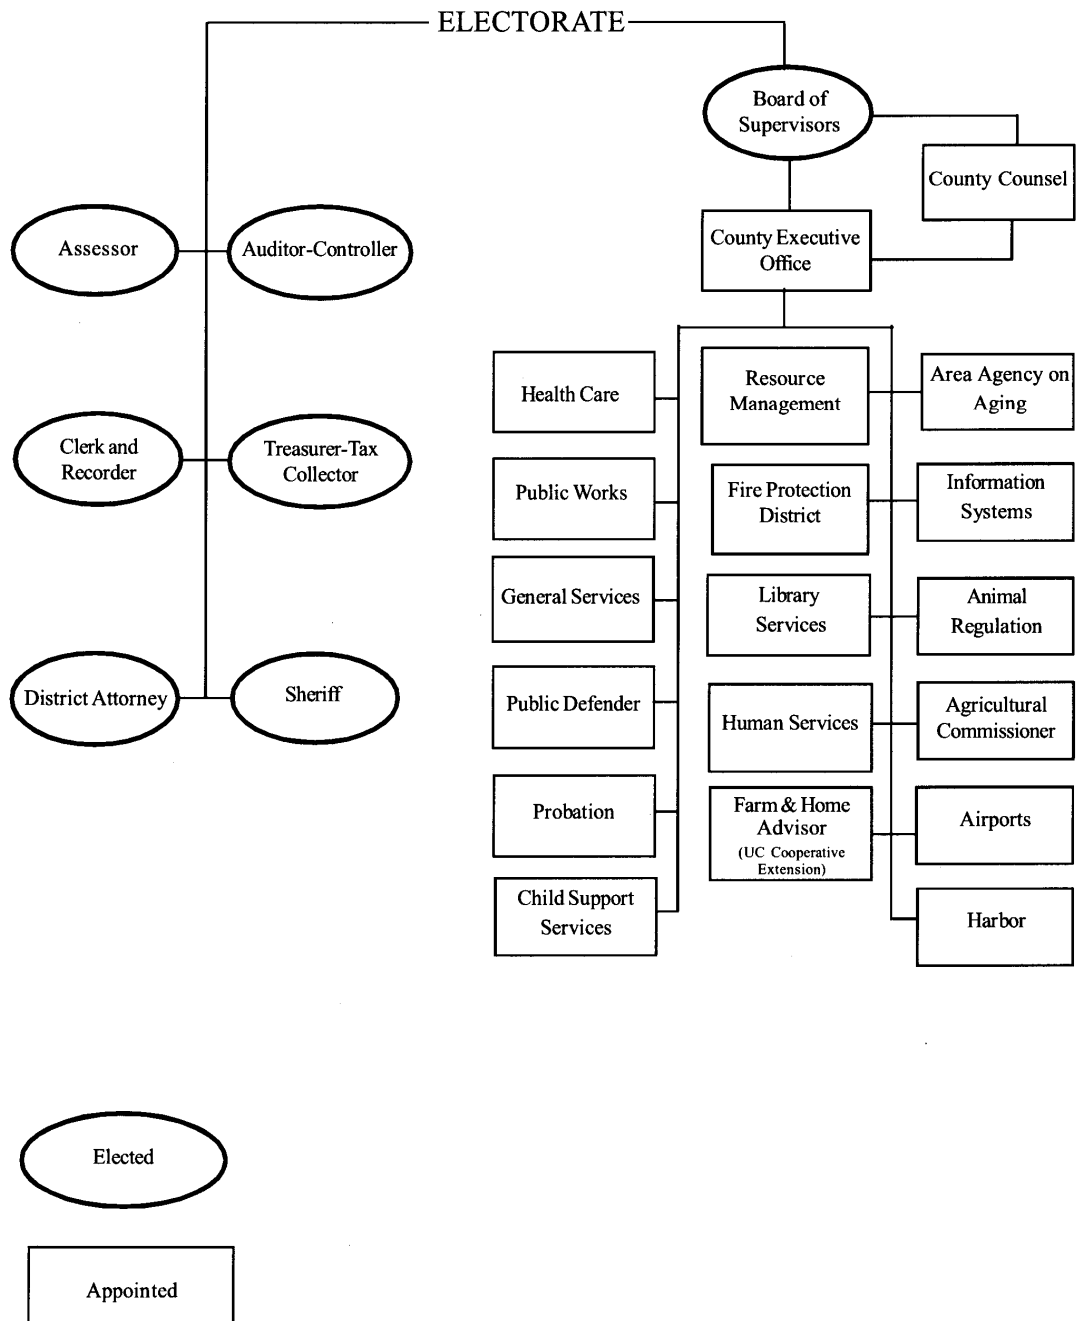 ELECTORATE
Board of
Supervisors
County Counsel
County Executive
Office
Assessor
Auditor-Controller
Clerk and
Recorder
Treasurer-Tax
Collector
District Attorney
Sheriff
Health Care
Resource
Management
Area Agency on
Aging
Public Works
Fire Protection
District
Information
Systems
General Services
Library
Services
Animal
Regulation
Public Defender
Human Services
Agricultural
Commissioner
Probation
Farm & Home
Advisor
(UC Cooperative
Extension)
Airports
Child Support
Services
Harbor
Elected
Appointed